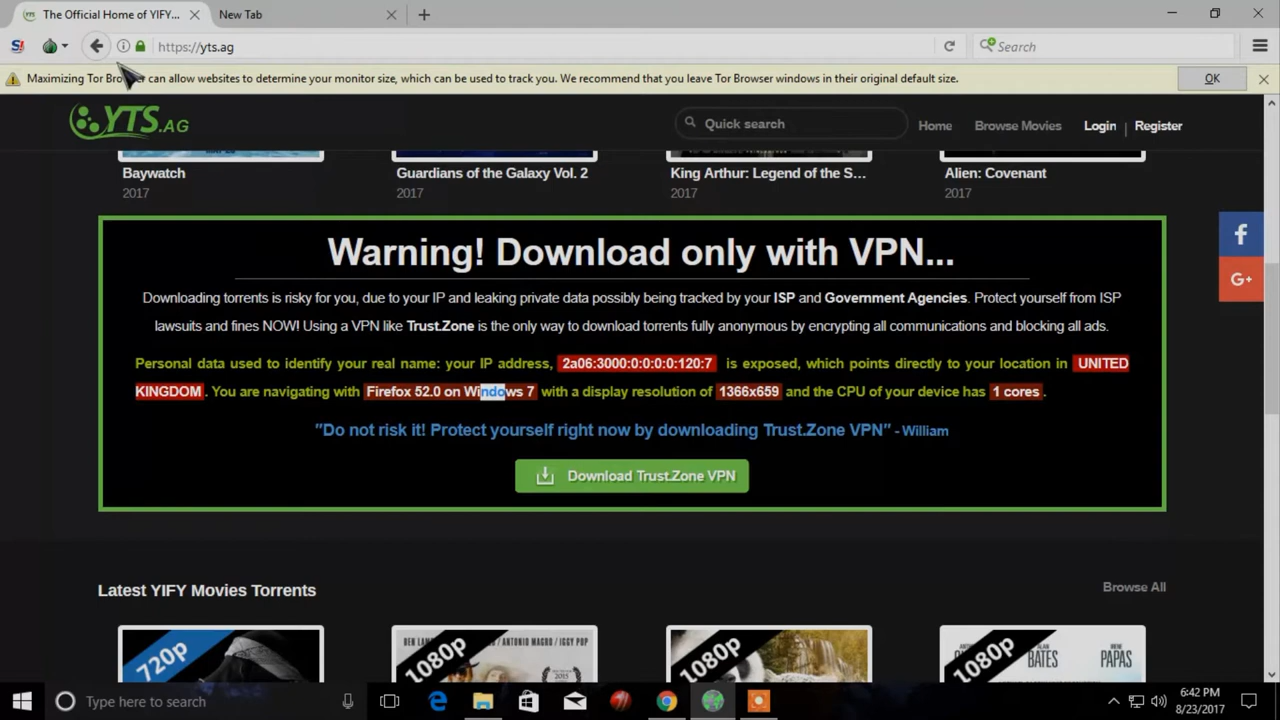 The Official Home of YIFY...
New Tab
https://yts.ag
Search
Maximizing Tor Browser can allow websites to determine your monitor size, which can be used to track you. We recommend that you leave Tor Browser windows in their original default size.
OK
YTS.AG
Quick search
Home
Browse Movies
Login
Register
Baywatch
2017
Guardians of the Galaxy Vol. 2
2017
King Arthur: Legend of the S...
2017
Alien: Covenant
2017
Warning! Download only with VPN...
Downloading torrents is risky for you, due to your IP and leaking private data possibly being tracked by your ISP and Government Agencies. Protect yourself from ISP
lawsuits and fines NOW! Using a VPN like Trust.Zone is the only way to download torrents fully anonymous by encrypting all communications and blocking all ads.
Personal data used to identify your real name: your IP address, 2a06:3000:0:0:0:0:120:7 is exposed, which points directly to your location in UNITED
KINGDOM. You are navigating with Firefox 52.0 on Windows 7 with a display resolution of 1366x659 and the CPU of your device has 1 cores.
"Do not risk it! Protect yourself right now by downloading Trust.Zone VPN" - William
Download Trust.Zone VPN
Latest YIFY Movies Torrents
Browse All
720p
1080p
/ ANTONIO MAGRO / IGGY POP
1080p
1080p
ALAN
BATES
IRENE
PAPAS
Type here to search
6:42 PM
8/23/2017